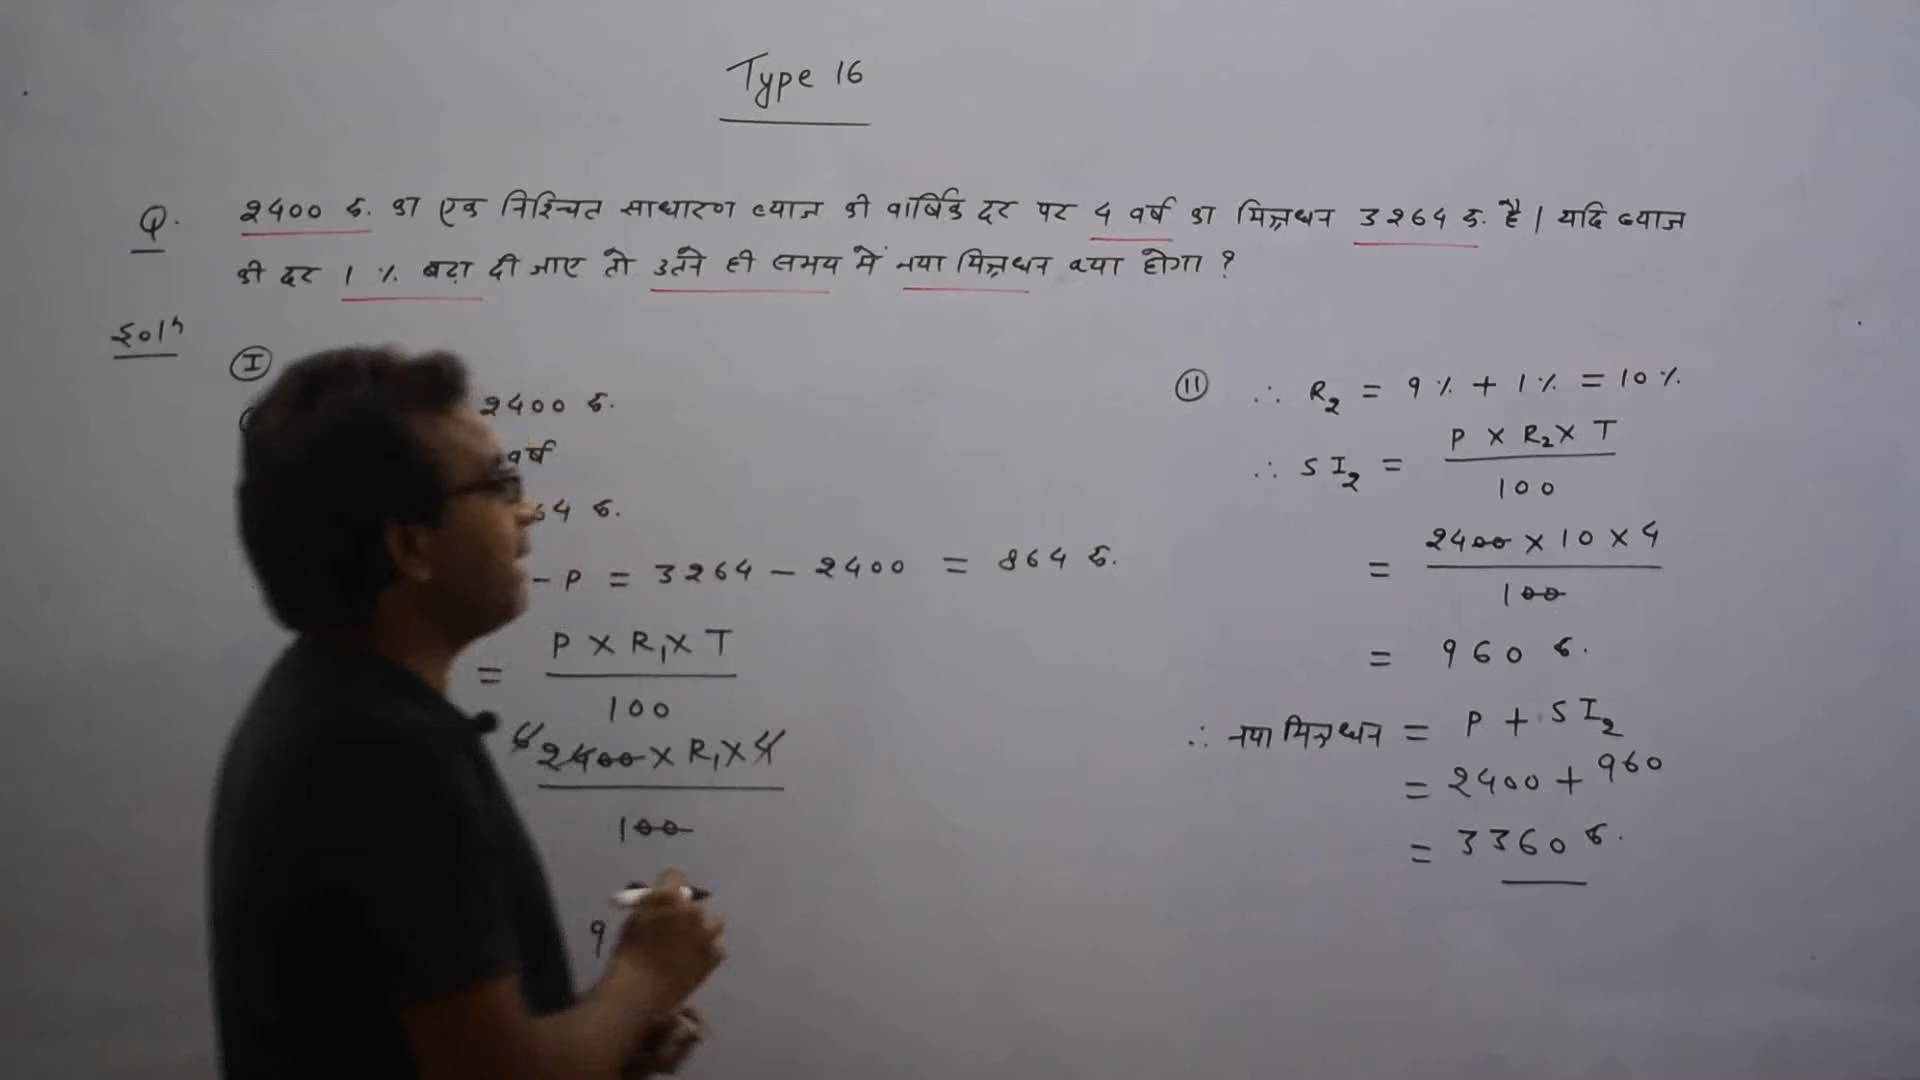 Type 16
Q. 2400 रु. का एक निश्चित साधारण ब्याज की वार्षिक दर पर 4 वर्ष का मिश्रधन 3264 रु. है। यदि ब्याज
की दर 1 % बढ़ा दी जाए तो उतने ही समय में नया मिश्रधन क्या होगा ?
Solⁿ
I
2400 रु.
वर्ष
64 रु.
- P = 3264 - 2400 = 864 रु.
= P × R₁ × T
100
6 2400 × R₁ × 4
100
9
II ∴ R₂ = 9 % + 1 % = 10 %
∴ SI₂ = P × R₂ × T
100
= 2400 × 10 × 4
100
= 960 रु.
∴ नया मिश्रधन = P + SI₂
= 2400 + 960
= 3360 रु.